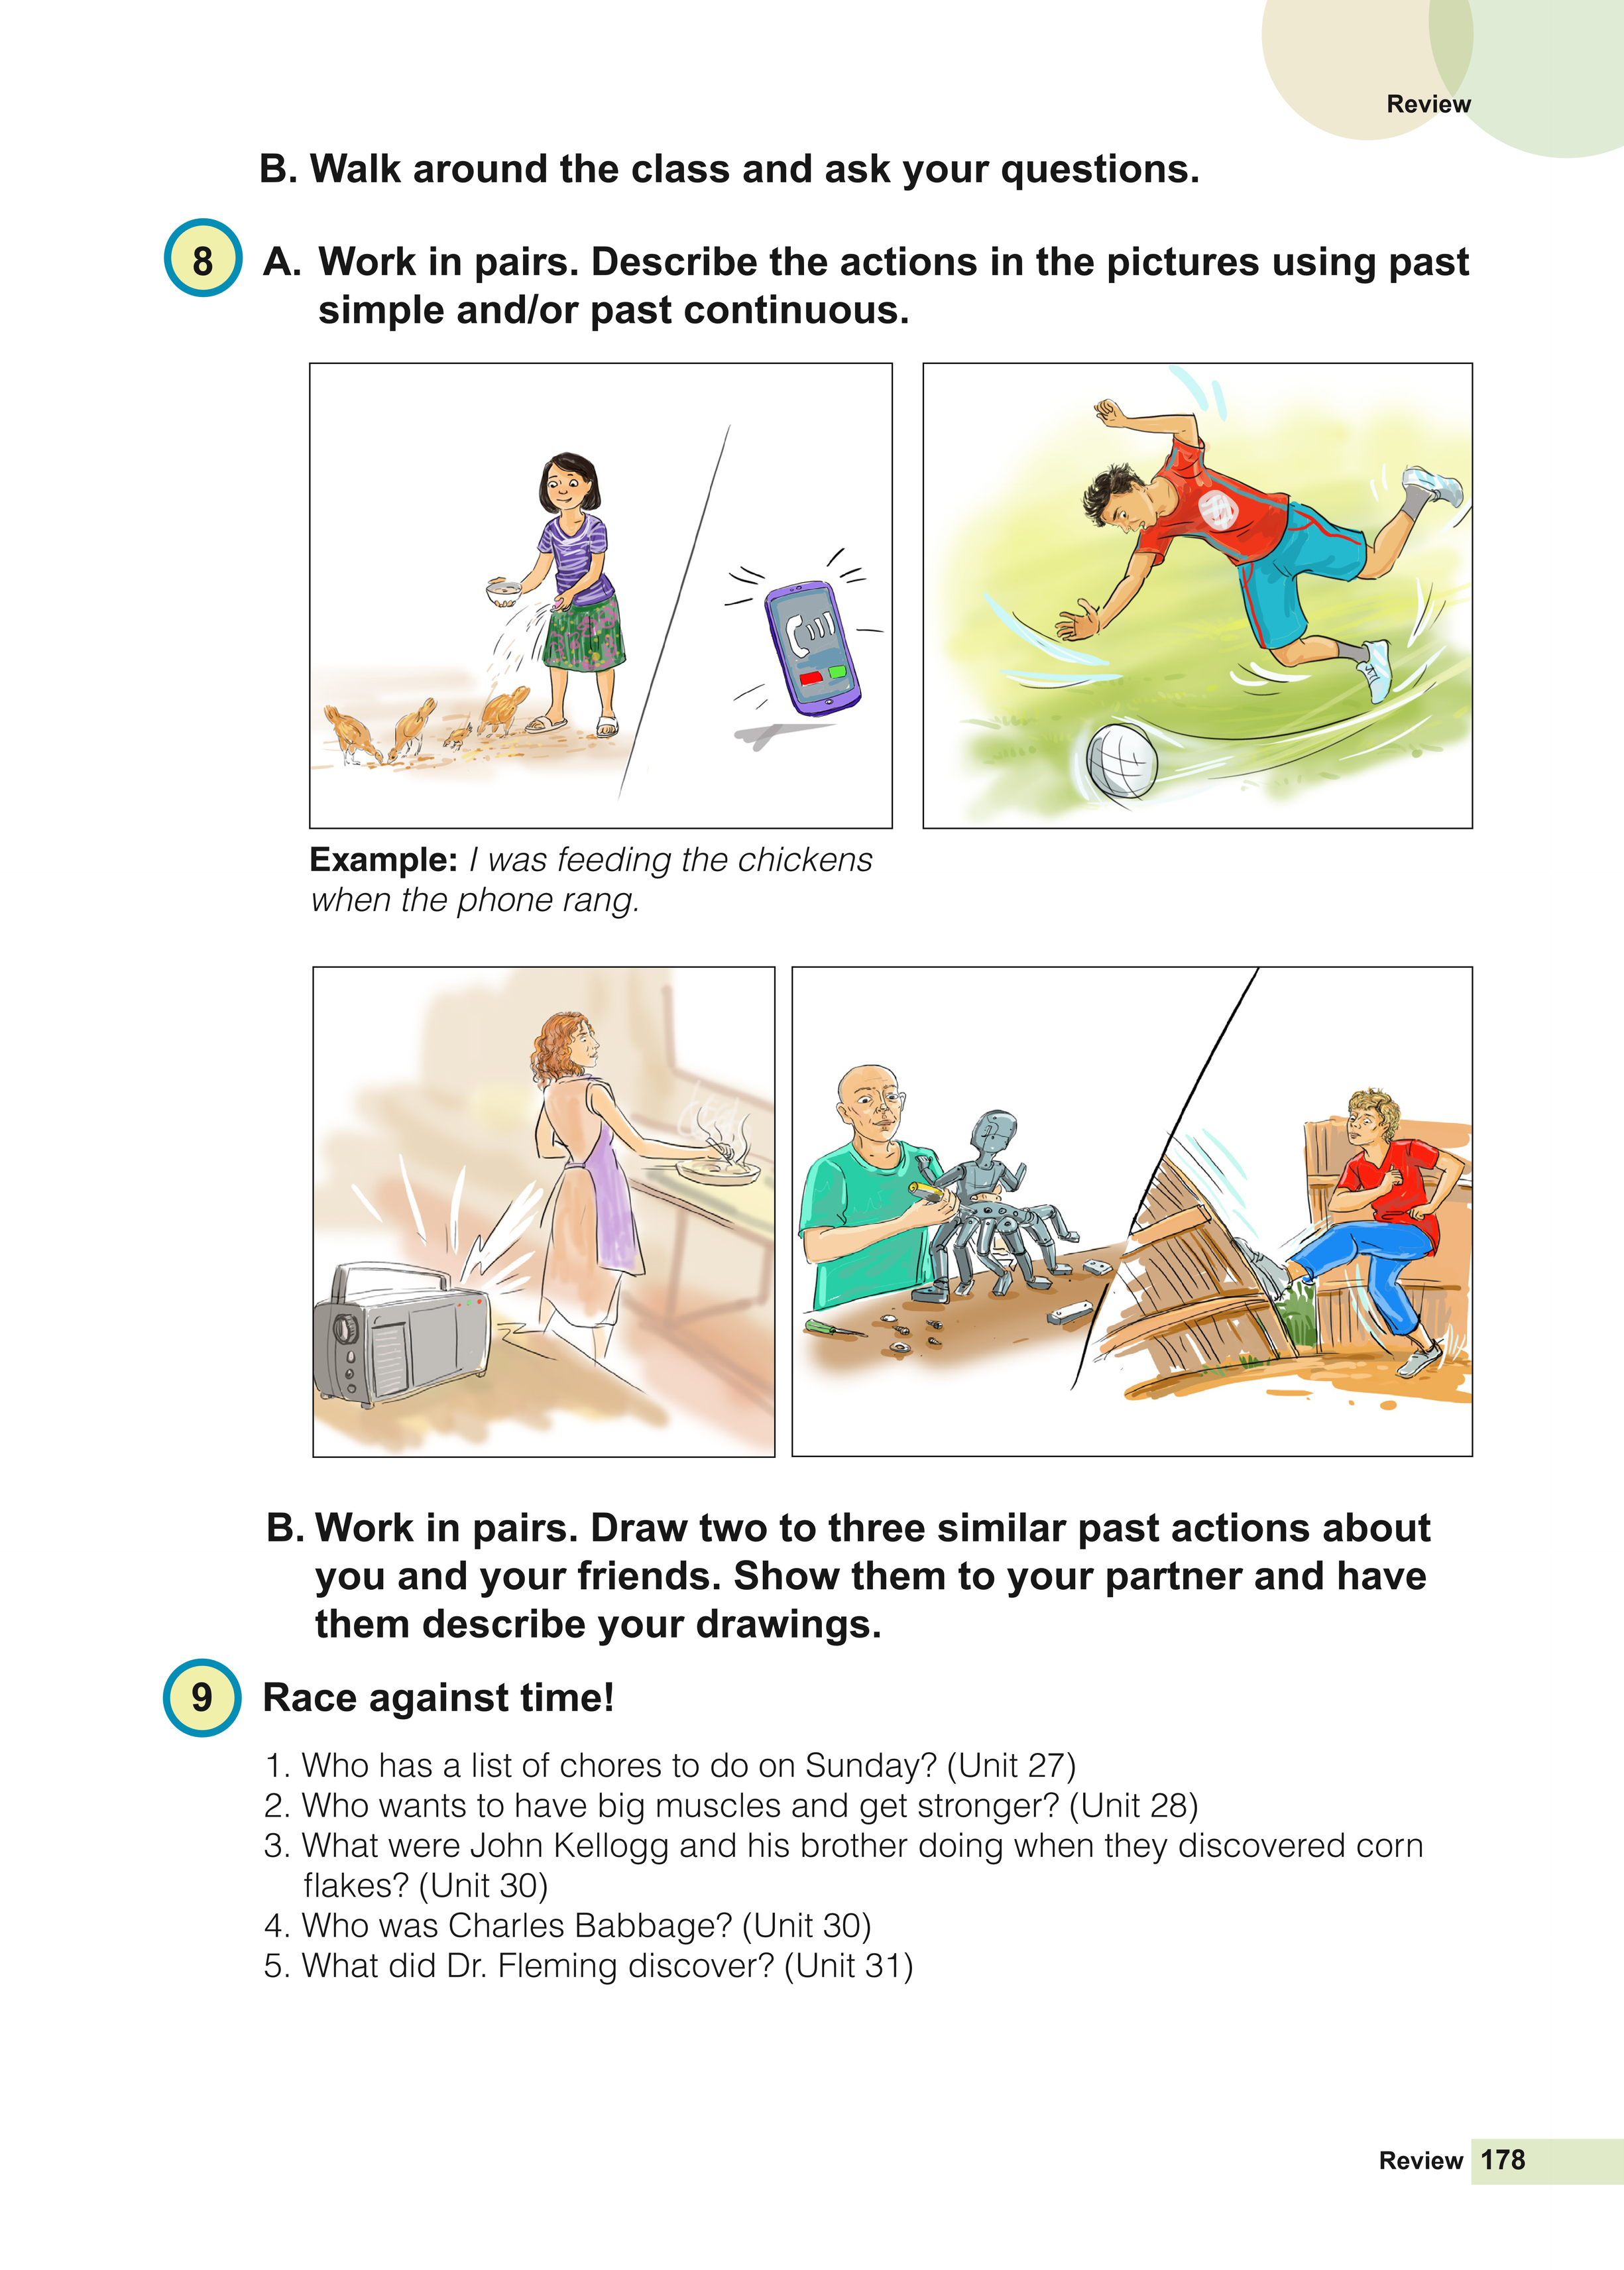 Review
B. Walk around the class and ask your questions.
8 A. Work in pairs. Describe the actions in the pictures using past
simple and/or past continuous.
Example: I was feeding the chickens
when the phone rang.
B. Work in pairs. Draw two to three similar past actions about
you and your friends. Show them to your partner and have
them describe your drawings.
9 Race against time!
1. Who has a list of chores to do on Sunday? (Unit 27)
2. Who wants to have big muscles and get stronger? (Unit 28)
3. What were John Kellogg and his brother doing when they discovered corn
flakes? (Unit 30)
4. Who was Charles Babbage? (Unit 30)
5. What did Dr. Fleming discover? (Unit 31)
Review 178